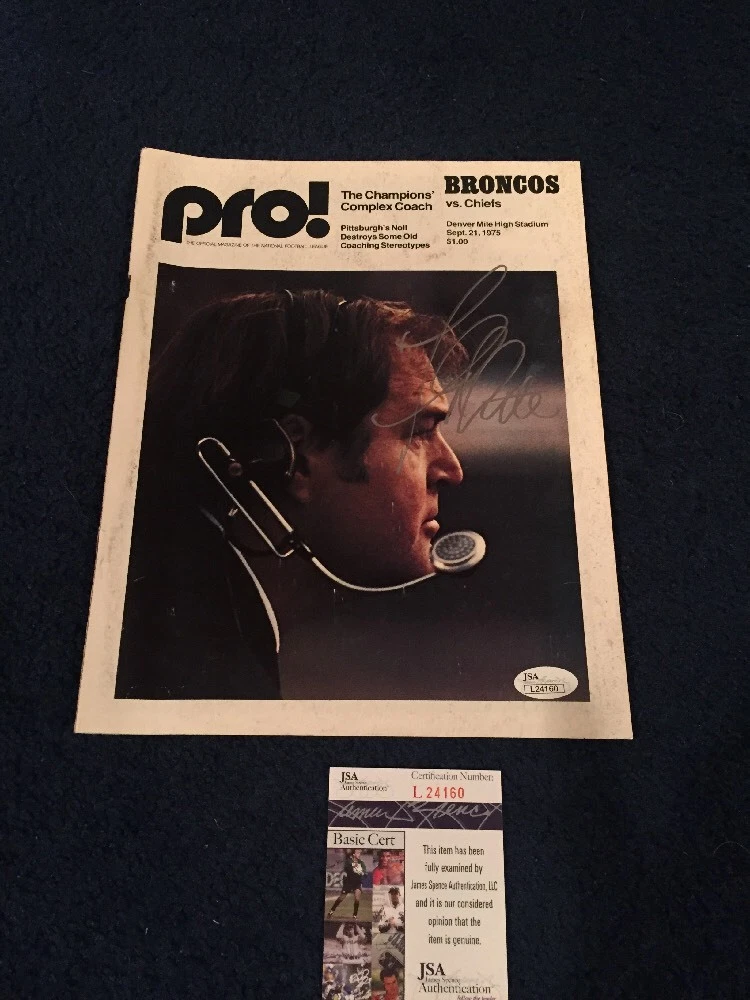 pro!
THE OFFICIAL MAGAZINE OF THE NATIONAL FOOTBALL LEAGUE
The Champions'
Complex Coach
Pittsburgh's Noll
Destroys Some Old
Coaching Stereotypes
BRONCOS
vs. Chiefs
Denver Mile High Stadium
Sept. 21, 1975
$1.00
JSA
L24160
JSA
James Spence
Authentication
Certification Number
L 24160
Basic Cert
This item has been
fully examined by
James Spence Authentication, LLC
and it is our considered
opinion that the
item is genuine.
JSA
James Spence
Authentication
follow the leader